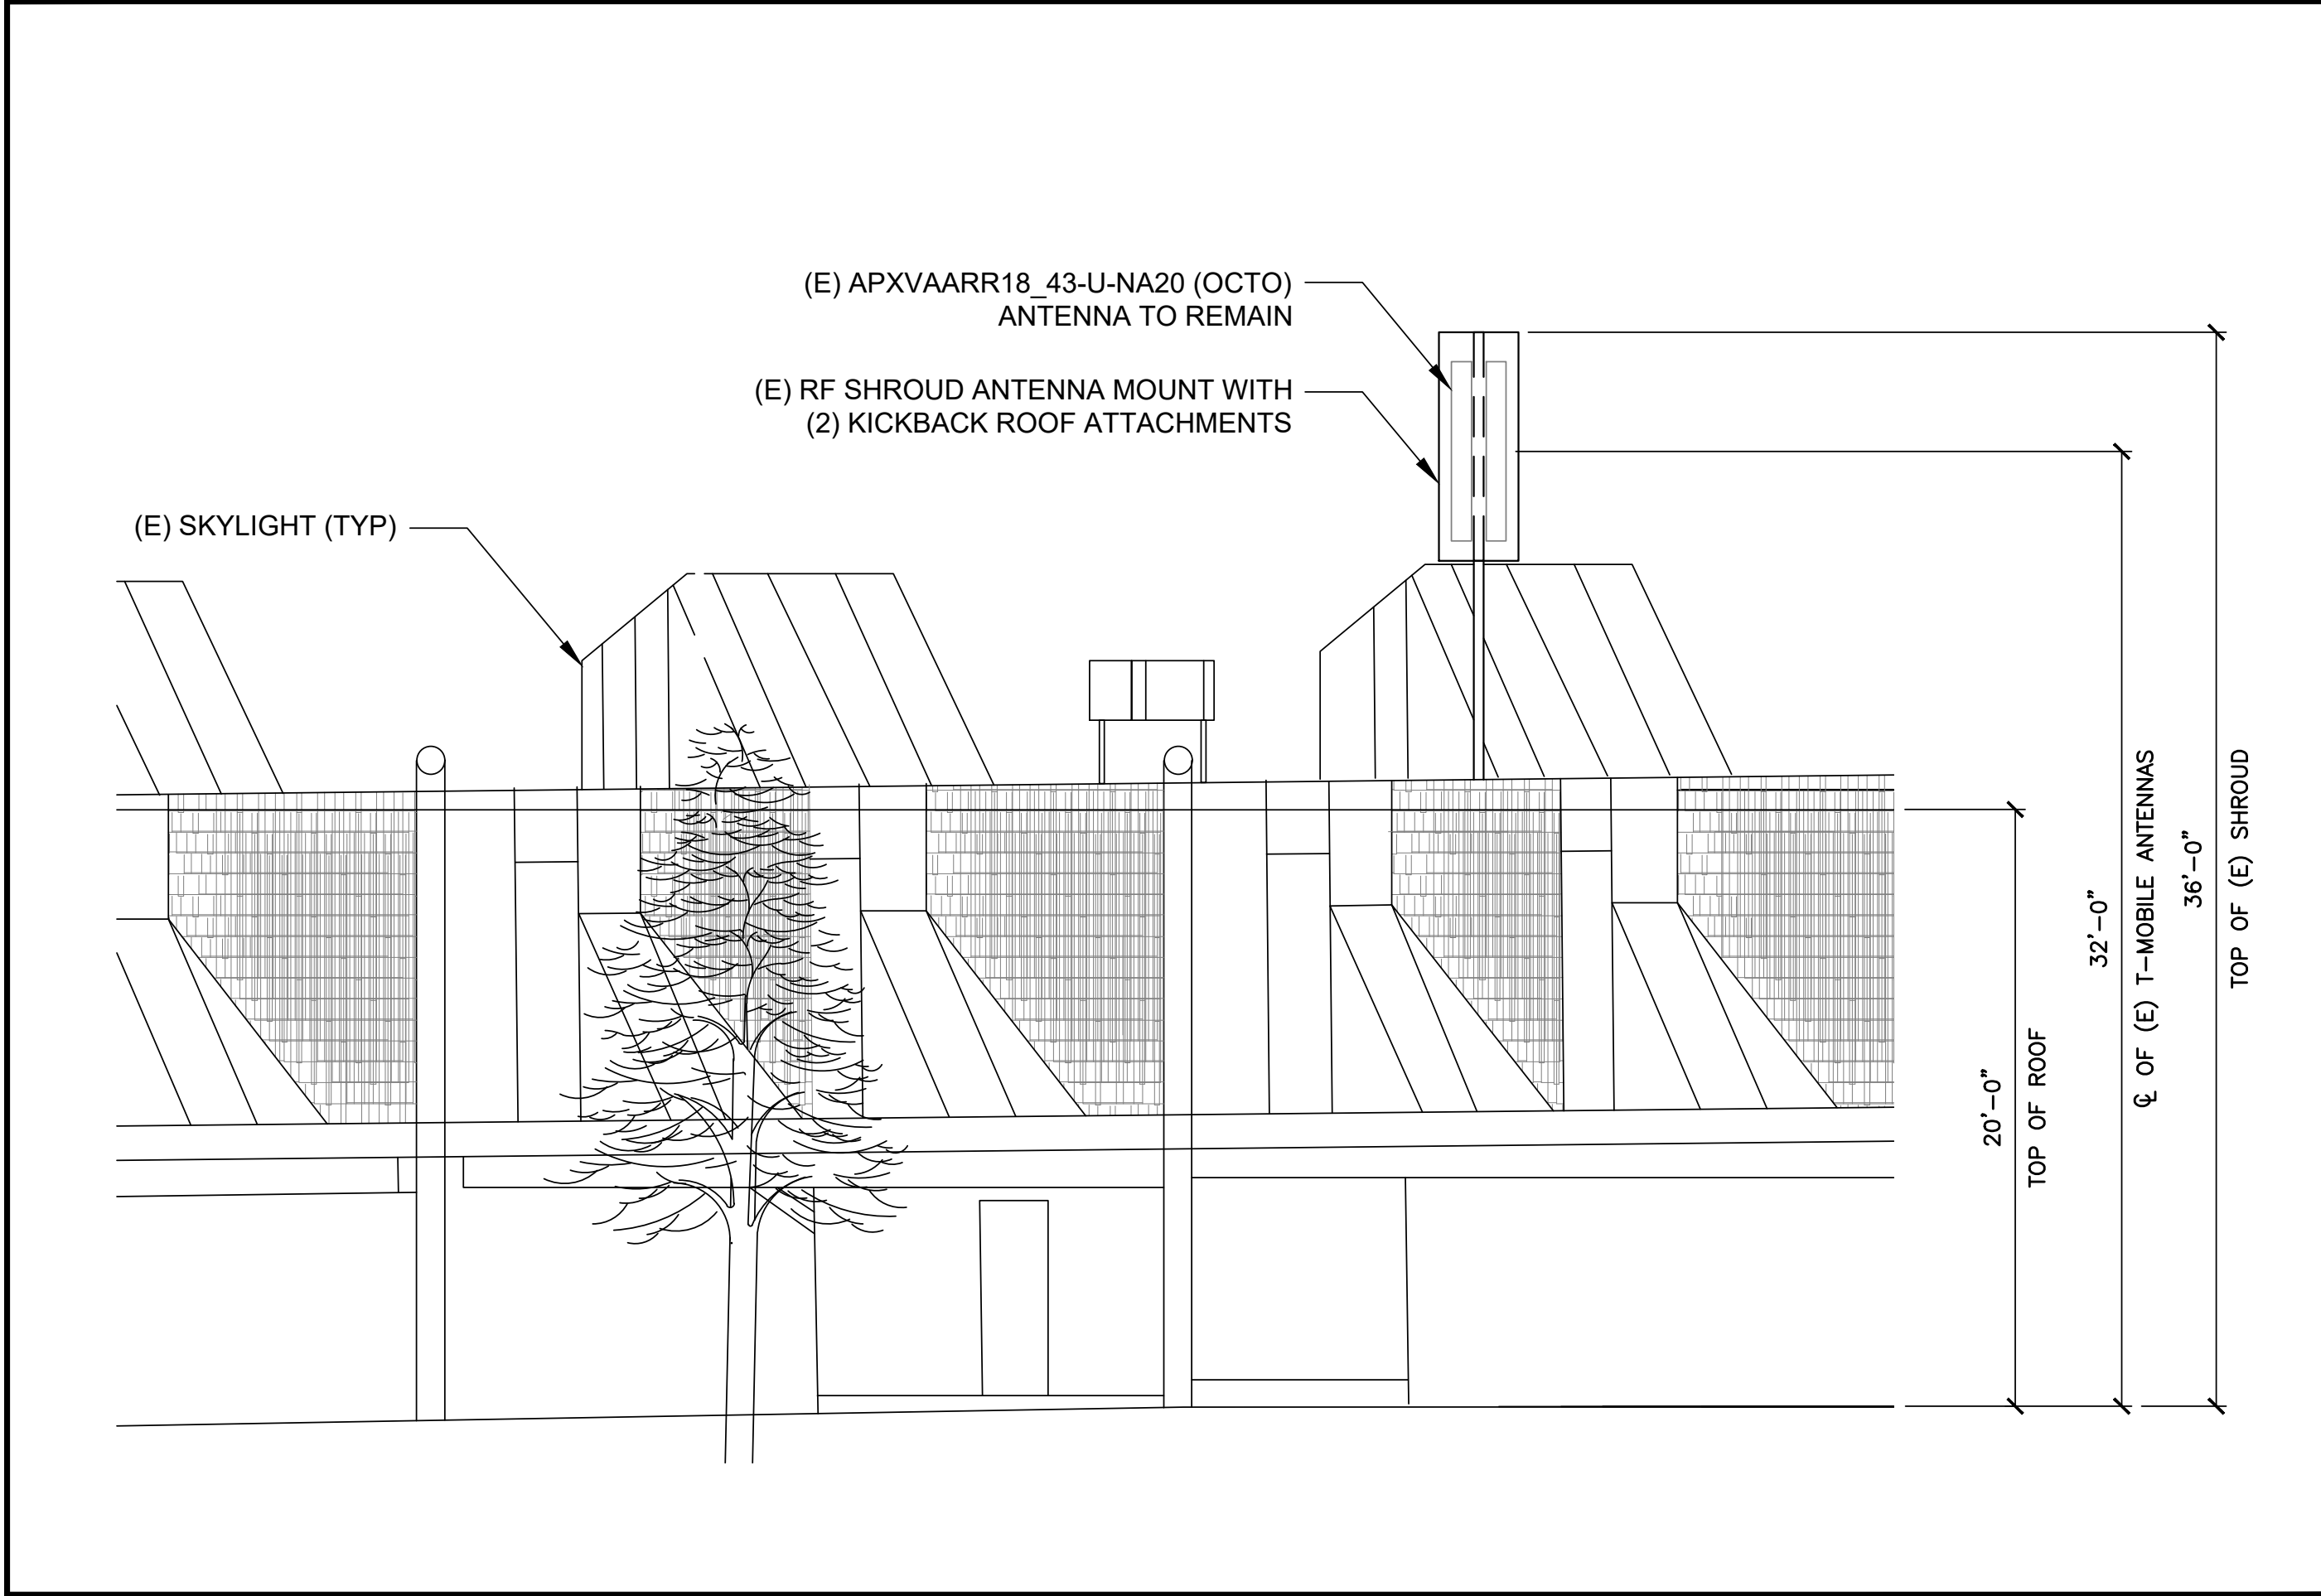 (E) APXVAARR18_43-U-NA20 (OCTO)
ANTENNA TO REMAIN
(E) RF SHROUD ANTENNA MOUNT WITH
(2) KICKBACK ROOF ATTACHMENTS
(E) SKYLIGHT (TYP)
20'-0"
TOP OF ROOF
32'-0"
℄ OF (E) T-MOBILE ANTENNAS
36'-0"
TOP OF (E) SHROUD